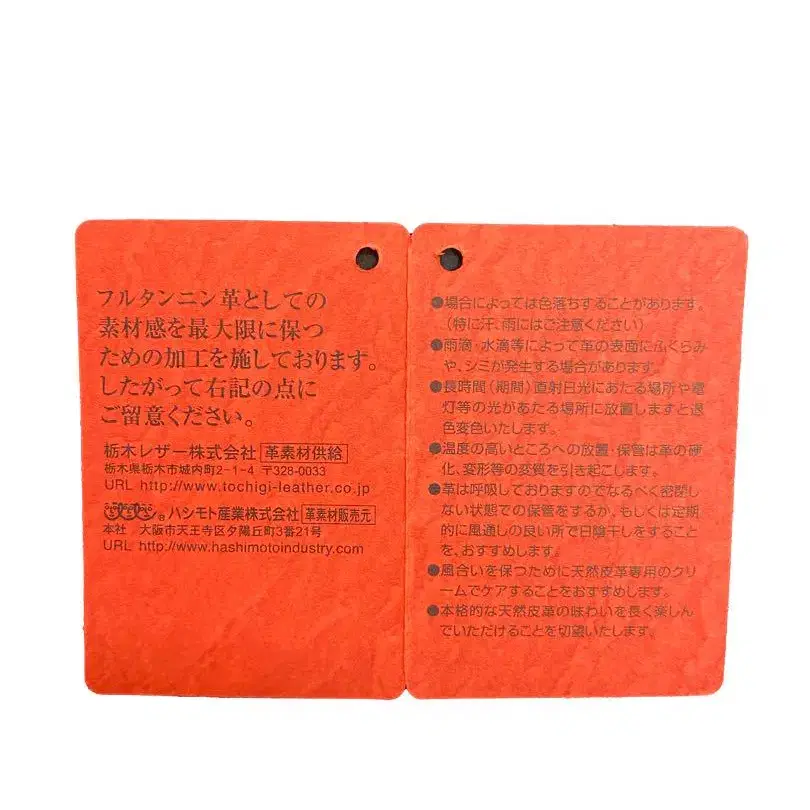 フルタンニン革としての
素材感を最大限に保つ
ための加工を施しております。
したがって右記の点に
ご留意ください。
栃木レザー株式会社 革素材供給
栃木県栃木市城内町2-1-4 〒328-0033
URL http://www.tochigi-leather.co.jp
® ハシモト産業株式会社 革素材販売元
本社 大阪市天王寺区夕陽丘町3番21号
URL http://www.hashimotoindustry.com
●場合によっては色落ちすることがあります。
（特に汗、雨にはご注意ください）
●雨滴・水滴等によって革の表面にふくらみ
や、シミが発生する場合があります。
●長時間（期間）直射日光にあたる場所や電
灯等の光があたる場所に放置しますと退
色変色いたします。
●温度の高いところへの放置・保管は革の硬
化、変形等の変質を引き起こします。
●革は呼吸しておりますのでなるべく密閉
しない状態での保管をするか、もしくは定期
的に風通しの良い所で日陰干しをすること
を、おすすめします。
●風合いを保つために天然皮革専用のクリ
ームでケアすることをおすすめします。
●本格的な天然皮革の味わいを長く楽しん
でいただけることを切望いたします。